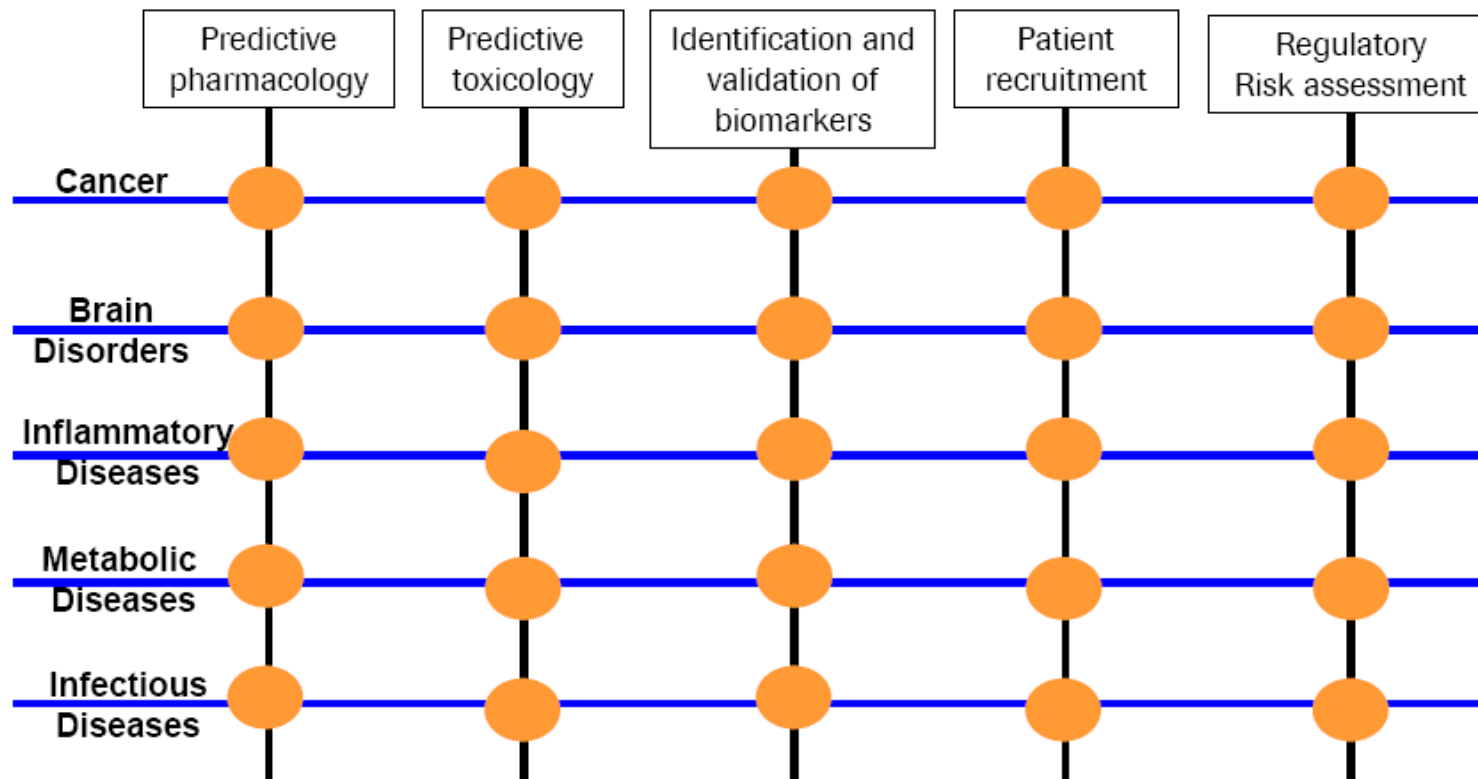 Predictive
pharmacology
Predictive
toxicology
Identification and
validation of
biomarkers
Patient
recruitment
Regulatory
Risk assessment
Cancer
Brain
Disorders
Inflammatory
Diseases
Metabolic
Diseases
Infectious
Diseases